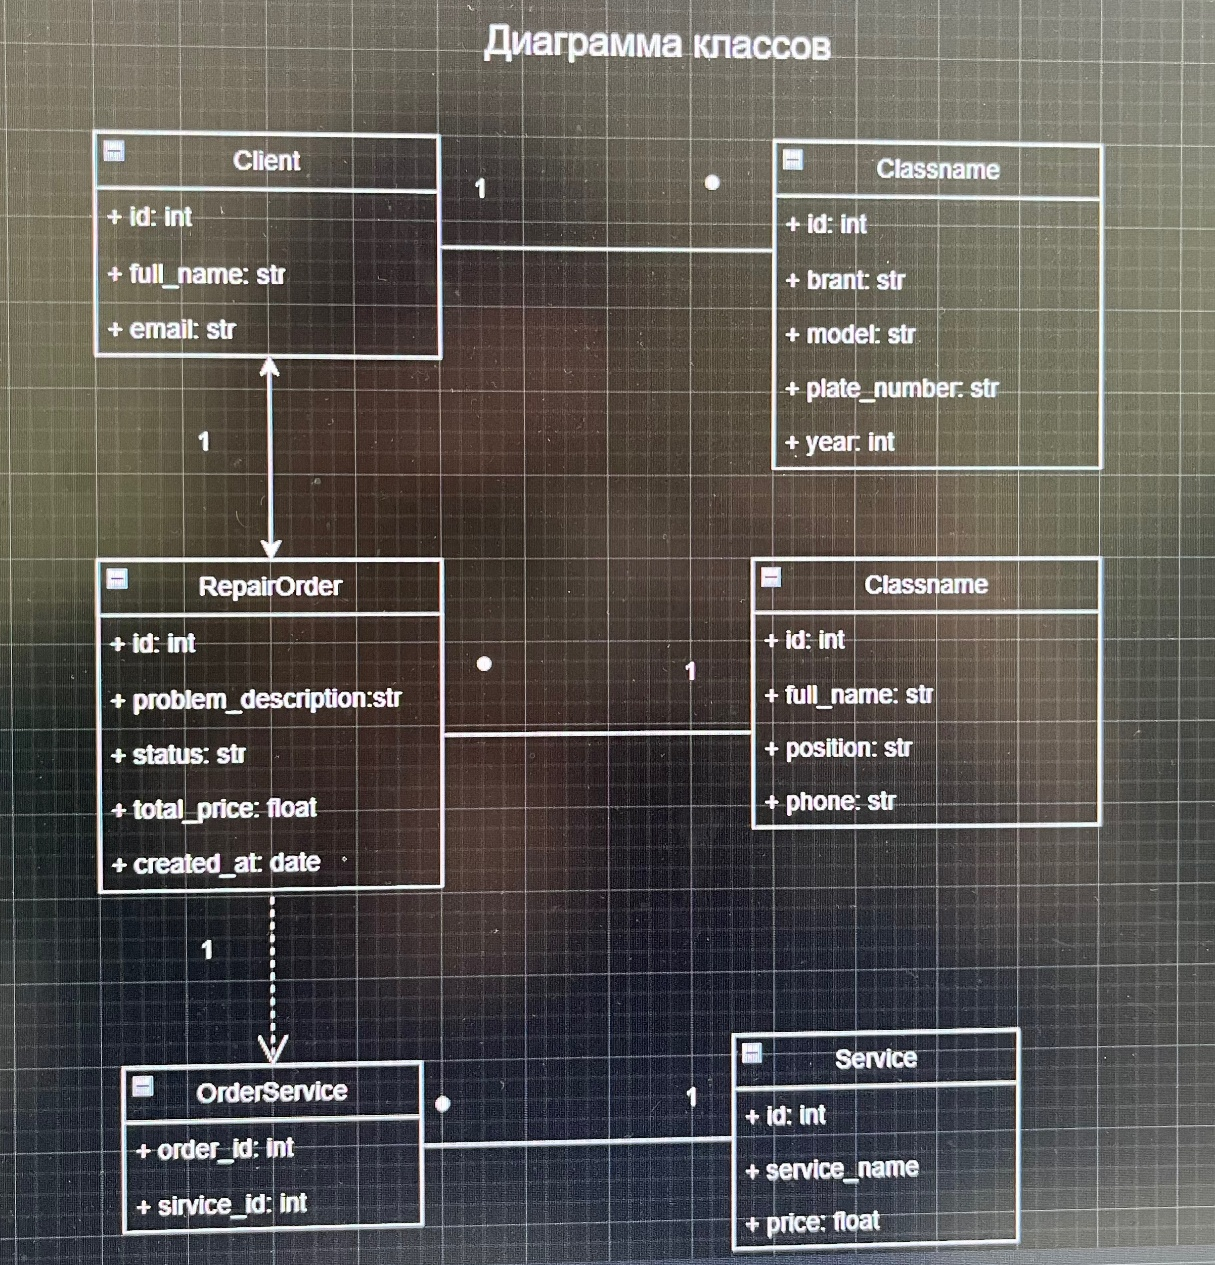 Диаграмма классов
Client
+ id: int
+ full_name: str
+ email: str
1
Classname
+ id: int
+ brant: str
+ model: str
+ plate_number: str
+ year: int
1
RepairOrder
+ id: int
+ problem_description:str
+ status: str
+ total_price: float
+ created_at: date
1
Classname
+ id: int
+ full_name: str
+ position: str
+ phone: str
1
OrderService
+ order_id: int
+ sirvice_id: int
1
Service
+ id: int
+ service_name
+ price: float